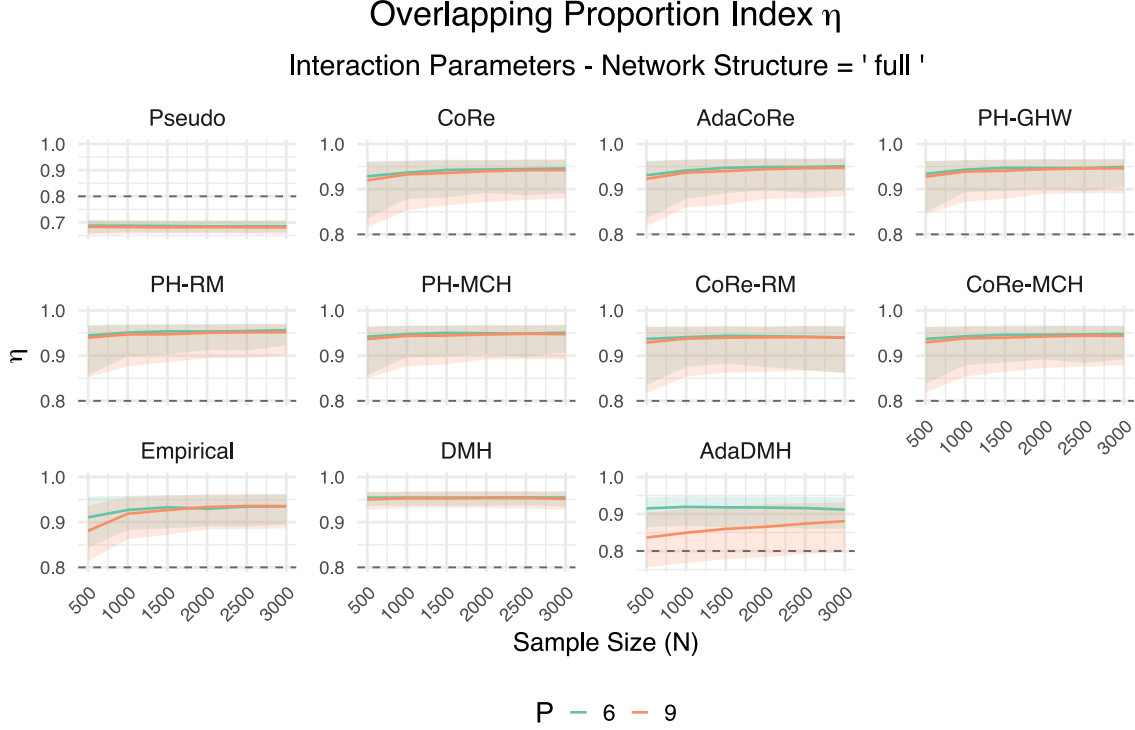 Overlapping Proportion Index η
Interaction Parameters - Network Structure = ' full '
Pseudo CoRe AdaCoRe PH-GHW
1.0 1.0 1.0 1.0
0.9
0.8
0.7
0.9 0.9 0.9
0.8 0.8 0.8
PH-RM PH-MCH CoRe-RM CoRe-MCH
1.0 1.0 1.0 1.0
0.9 0.9 0.9 0.9
0.8 0.8 0.8 0.8
η
500 1000 1500 2000 2500 3000
Empirical DMH AdaDMH
1.0 1.0 1.0
0.9 0.9 0.9
0.8 0.8 0.8
500 1000 1500 2000 2500 3000 500 1000 1500 2000 2500 3000 500 1000 1500 2000 2500 3000
Sample Size (N)
P 6 9